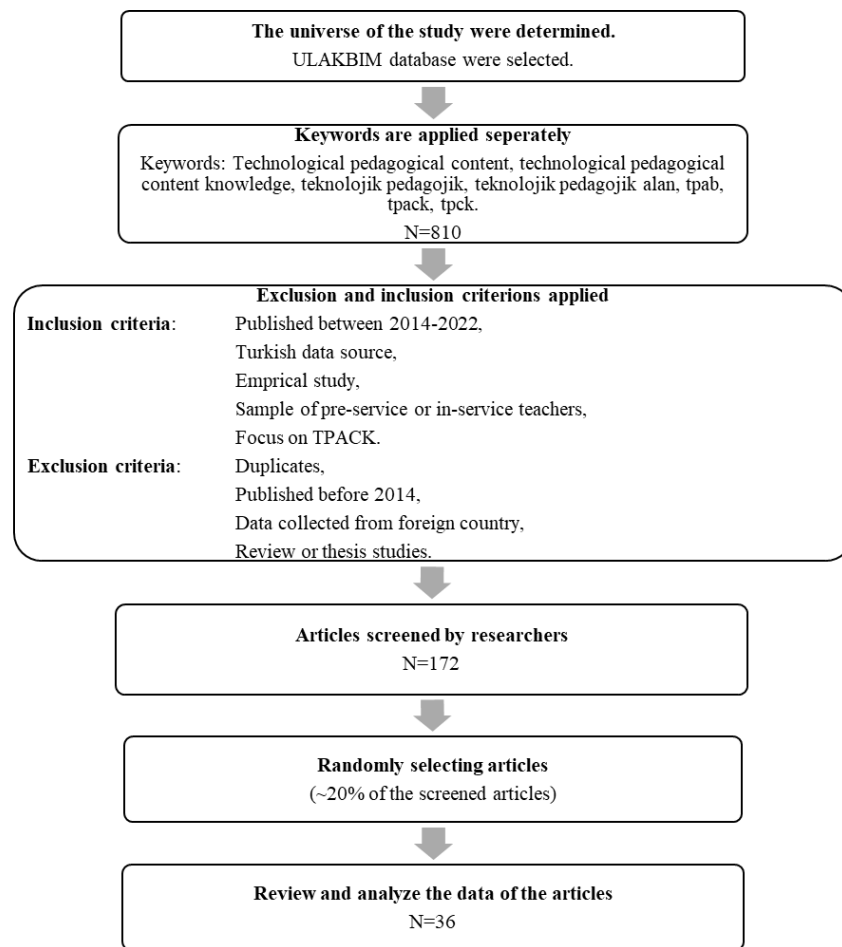 The universe of the study were determined.
ULAKBIM database were selected.
Keywords are applied seperately
Keywords: Technological pedagogical content, technological pedagogical
content knowledge, teknolojik pedagojik, teknolojik pedagojik alan, tpab,
tpack, tpck.
N=810
Exclusion and inclusion criterions applied
Inclusion criteria: Published between 2014-2022,
Turkish data source,
Emprical study,
Sample of pre-service or in-service teachers,
Focus on TPACK.
Exclusion criteria: Duplicates,
Published before 2014,
Data collected from foreign country,
Review or thesis studies.
Articles screened by researchers
N=172
Randomly selecting articles
(~20% of the screened articles)
Review and analyze the data of the articles
N=36